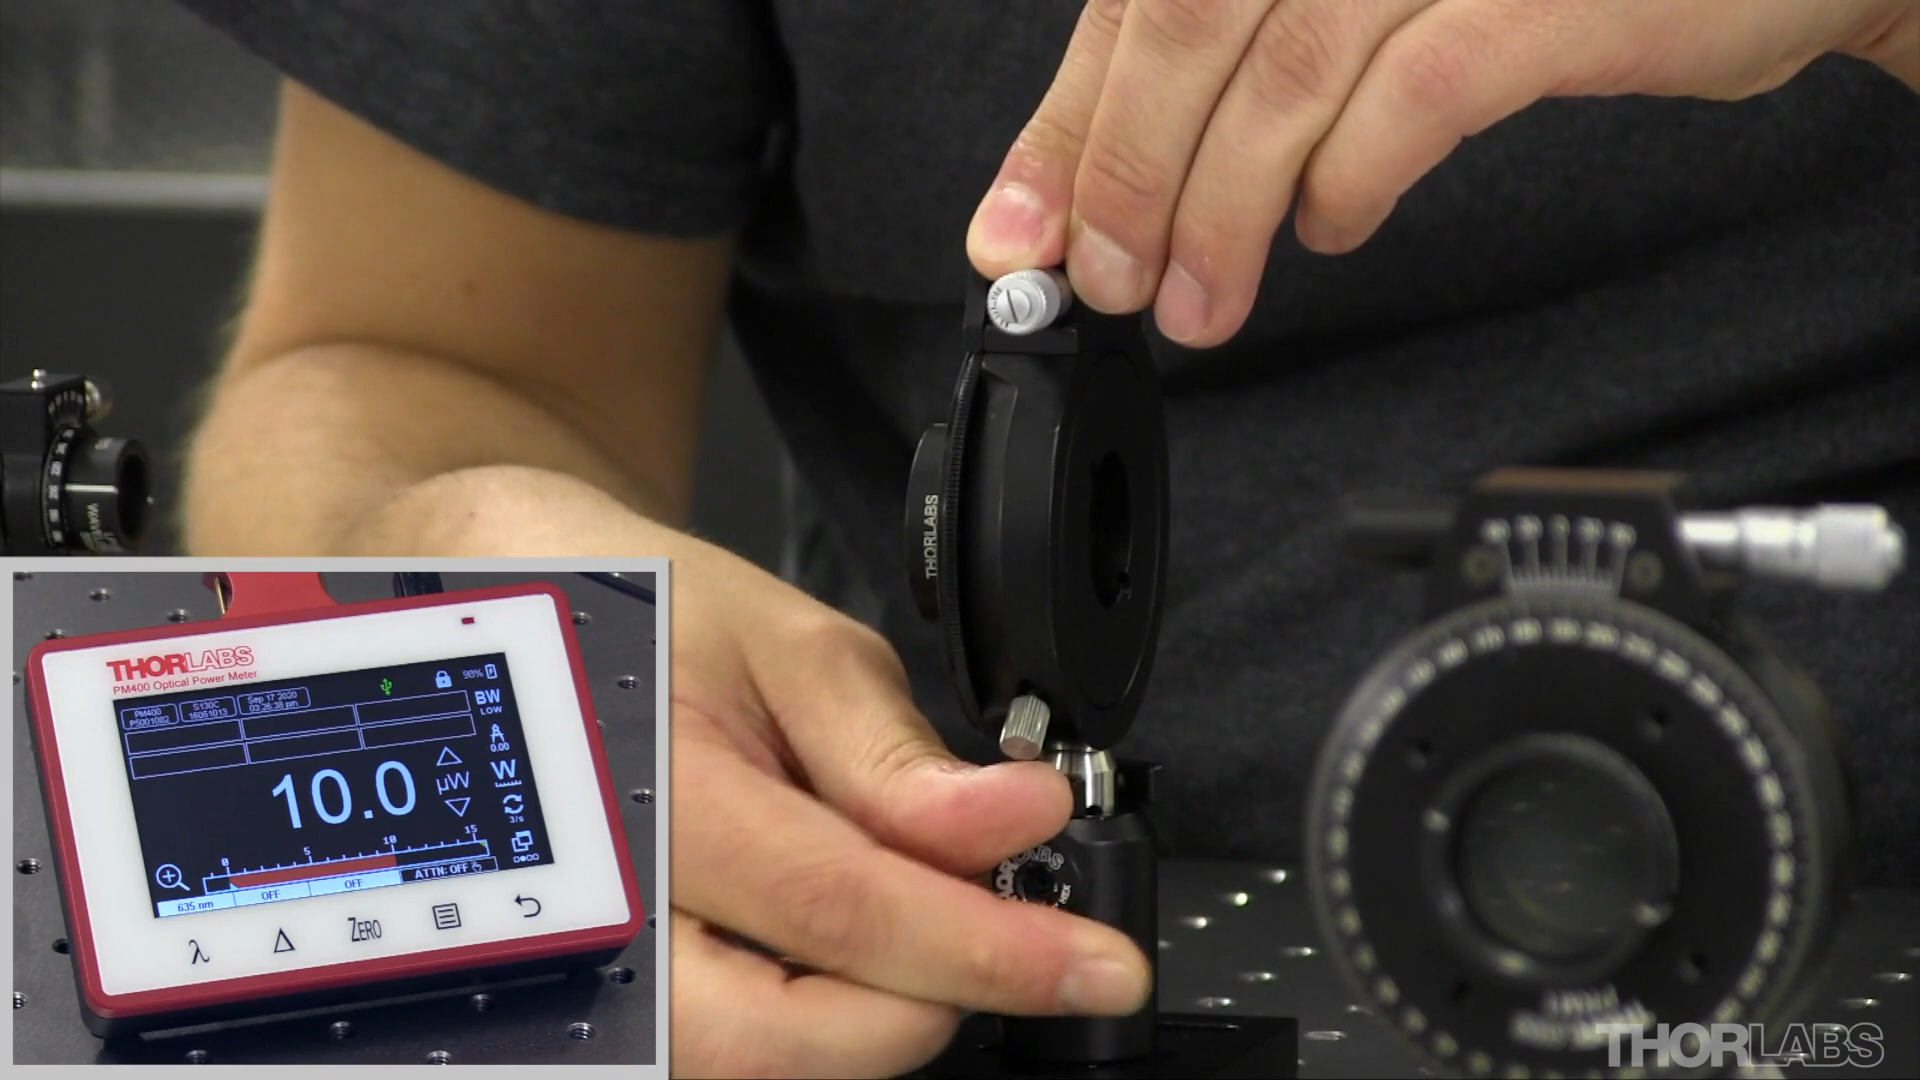 THORLABS
PM400 Optical Power Meter
PM400
P5001082
S130C
16051013
Sep 17 2020
03:26:38 pm
98%
BW
LOW
A
0.00
10.0
µW
W
3/s
0
5
10
15
635 nm
OFF
OFF
ATTN: OFF
λ
Δ
ZERO
THORLABS
THORLABS